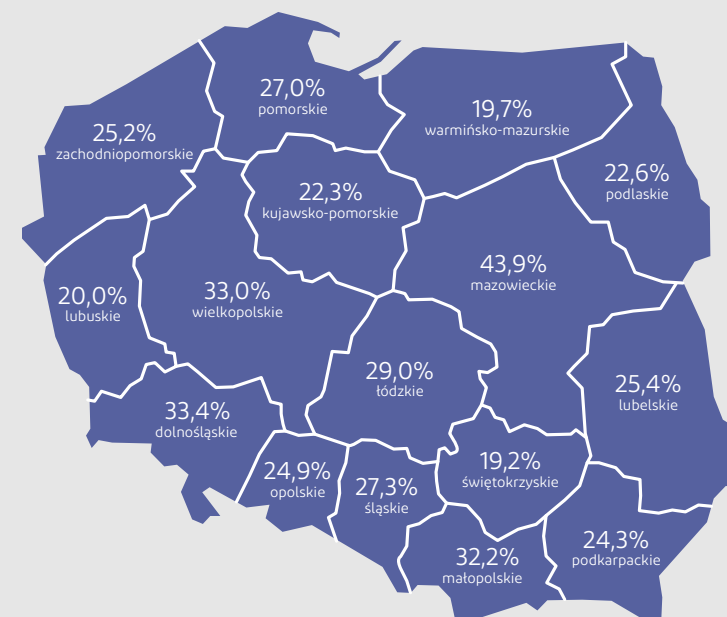 27,0%
pomorskie
19,7%
warmińsko-mazurskie
25,2%
zachodniopomorskie
22,6%
podlaskie
22,3%
kujawsko-pomorskie
43,9%
mazowieckie
20,0%
lubuskie
33,0%
wielkopolskie
29,0%
łódzkie
25,4%
lubelskie
33,4%
dolnośląskie
24,9%
opolskie
27,3%
śląskie
19,2%
świętokrzyskie
32,2%
małopolskie
24,3%
podkarpackie